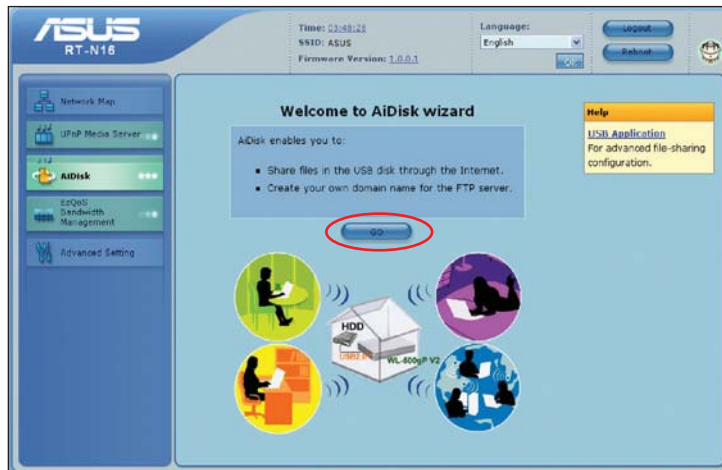 ASUS
RT-N16
Time: 03:48:28
SSID: ASUS
Firmware Version: 1.0.0.1
Language:
English
Logout
Reboot
Network Map
UPnP Media Server
AiDisk
EzQoS
Bandwidth
Management
Advanced Setting
Welcome to AiDisk wizard
AiDisk enables you to:
Share files in the USB disk through the Internet.
Create your own domain name for the FTP server.
GO
HDD
USB2.0
WL-500gP V2
Help
USB Application
For advanced file-sharing
configuration.